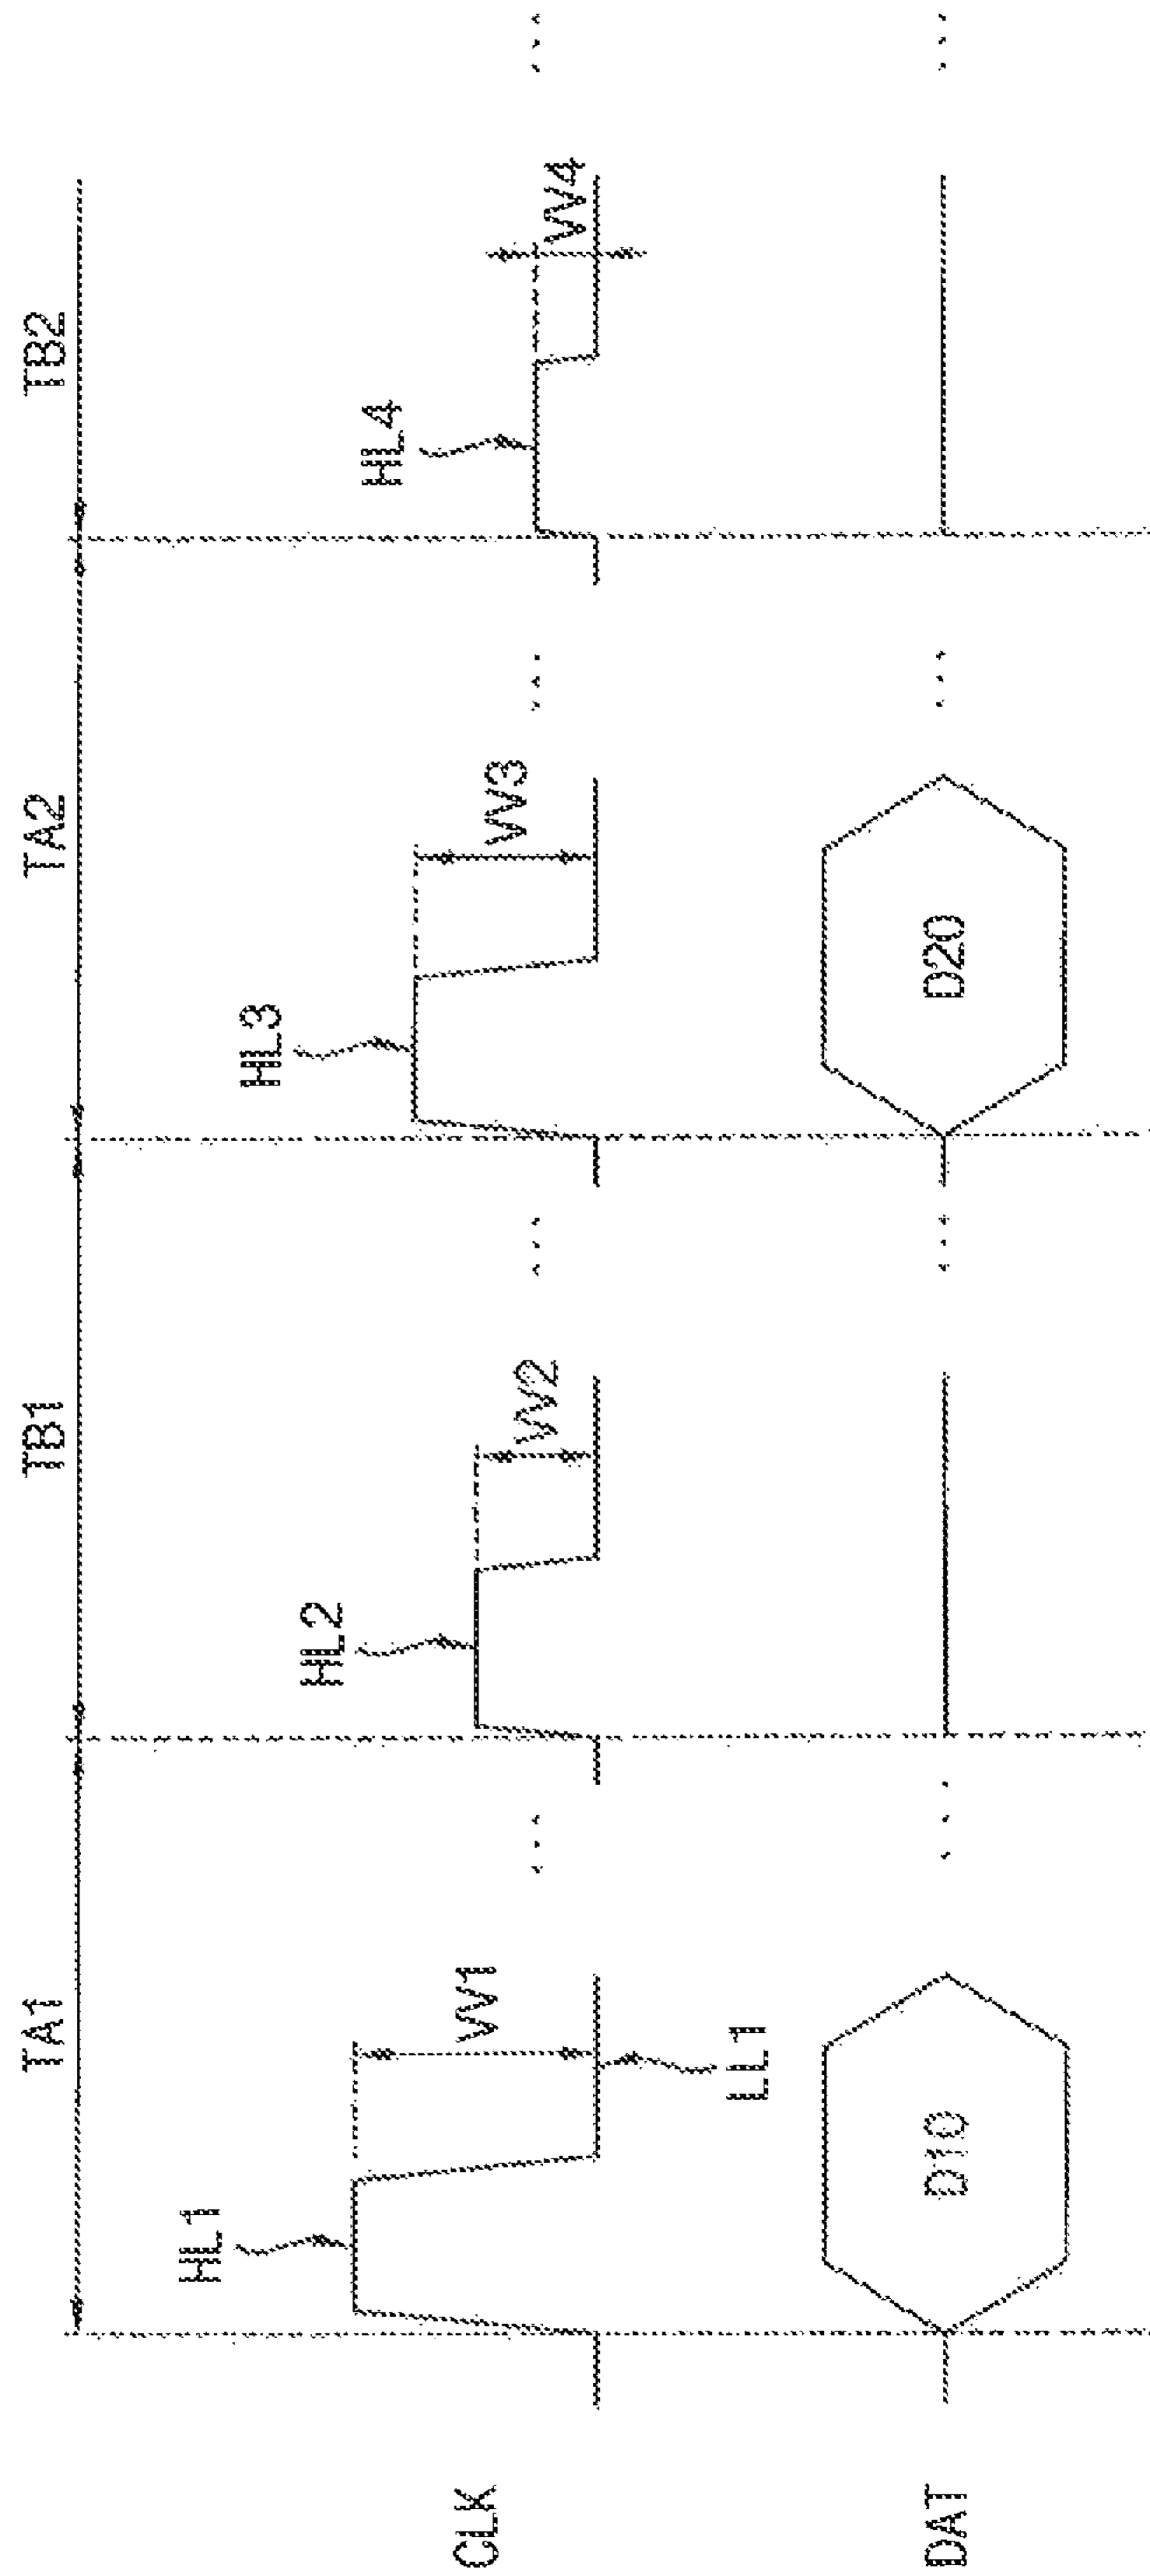 TA1 TB1 TA2 TB2
HL1 HL2 HL3 HL4
CLK VV1 VV2 VV3 VV4
LL1
DAT D10 D20